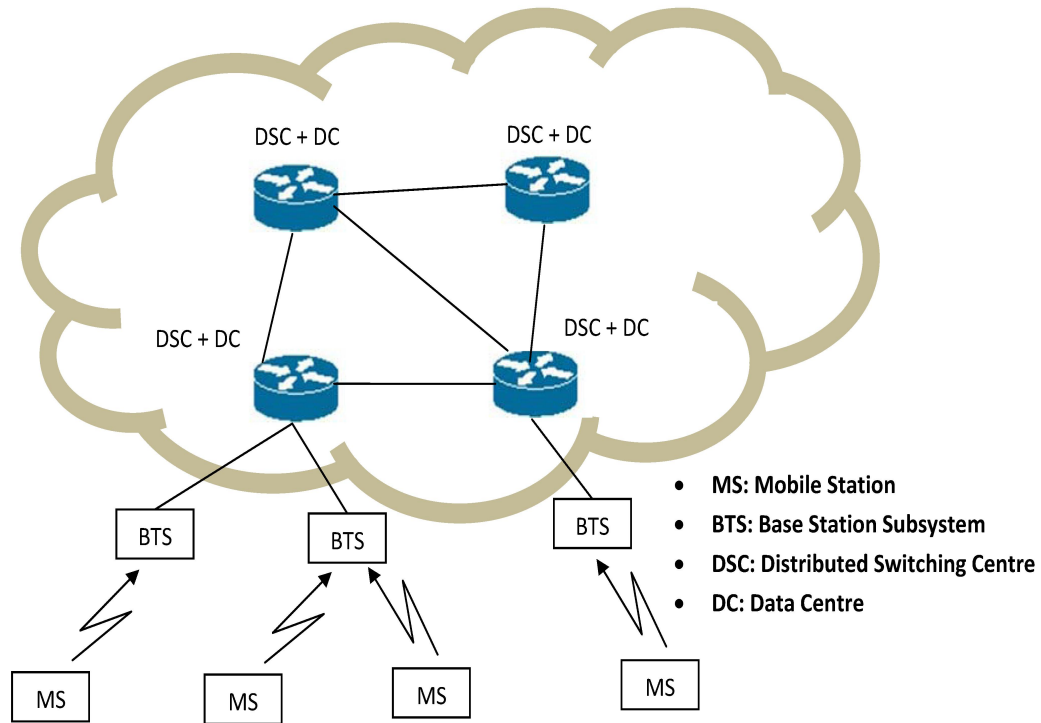 DSC + DC
DSC + DC
DSC + DC
DSC + DC
BTS
BTS
BTS
MS
MS
MS
MS
• MS: Mobile Station
• BTS: Base Station Subsystem
• DSC: Distributed Switching Centre
• DC: Data Centre